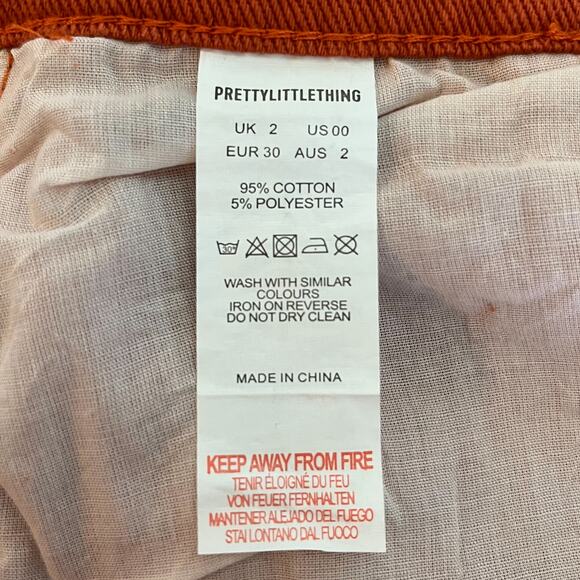 PRETTYLITTLETHING
UK 2 US 00
EUR 30 AUS 2
95% COTTON
5% POLYESTER
30°
WASH WITH SIMILAR
COLOURS
IRON ON REVERSE
DO NOT DRY CLEAN
MADE IN CHINA
KEEP AWAY FROM FIRE
TENIR ÉLOIGNÉ DU FEU
VON FEUER FERNHALTEN
MANTENER ALEJADO DEL FUEGO
STAI LONTANO DAL FUOCO